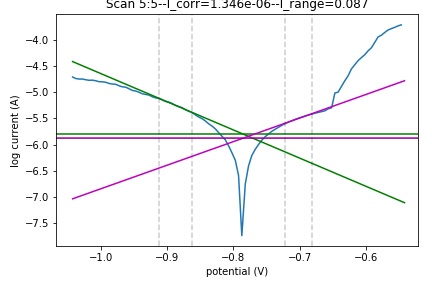 Scan 5:5--I_corr=1.346e-06--I_range=0.087
−4.0
−4.5
−5.0
−5.5
−6.0
−6.5
−7.0
−7.5
log current (A)
−1.0 −0.9 −0.8 −0.7 −0.6
potential (V)